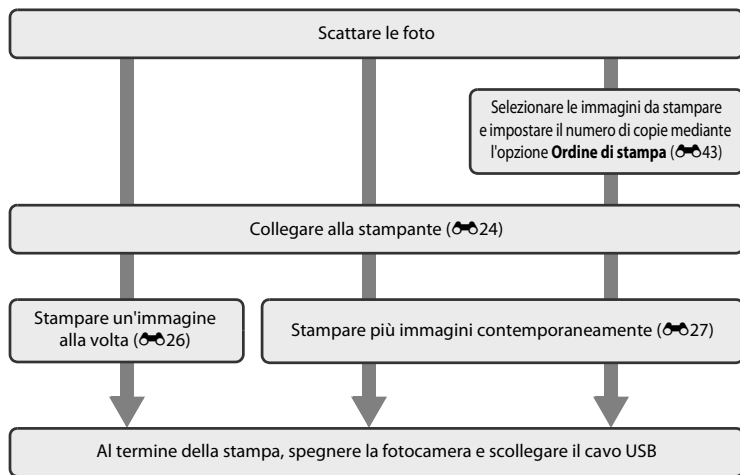 Scattare le foto
Selezionare le immagini da stampare
e impostare il numero di copie mediante
l'opzione Ordine di stampa (43)
Collegare alla stampante (24)
Stampare un'immagine
alla volta (26)
Stampare più immagini contemporaneamente (27)
Al termine della stampa, spegnere la fotocamera e scollegare il cavo USB